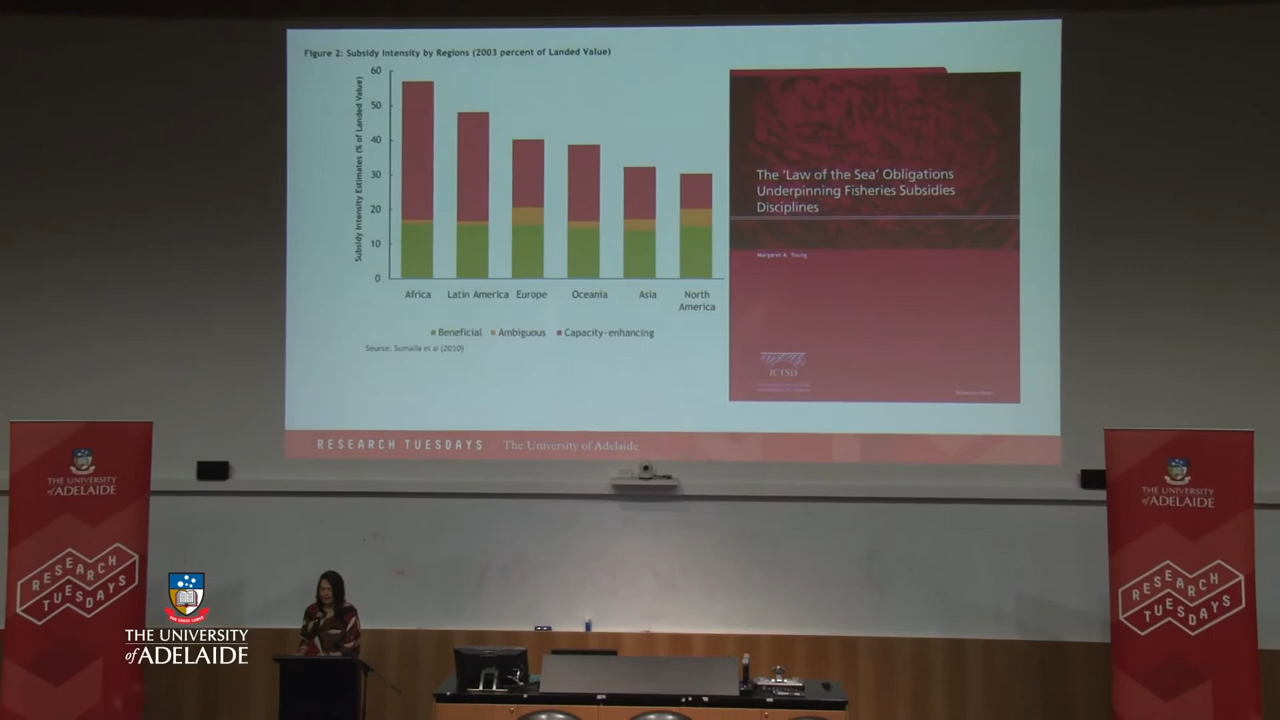 Figure 2: Subsidy Intensity by Regions (2003 percent of Landed Value)
Subsidy Intensity Estimates (% of Landed Value)
60
50
40
30
20
10
0
Africa
Latin America
Europe
Oceania
Asia
North
America
Beneficial
Ambiguous
Capacity-enhancing
Source: Sumaila et al (2010)
The 'Law of the Sea' Obligations
Underpinning Fisheries Subsidies
Disciplines
Margaret A. Young
ICTSD
RESEARCH TUESDAYS
The University of Adelaide
THE UNIVERSITY
of ADELAIDE
RESEARCH
TUESDAYS
THE UNIVERSITY
of ADELAIDE
THE UNIVERSITY
of ADELAIDE
RESEARCH
TUESDAYS